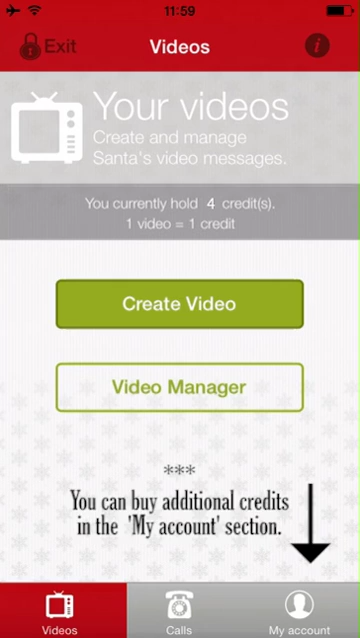 11:59
Exit
Videos
i
Your videos
Create and manage
Santa's video messages.
You currently hold 4 credit(s).
1 video = 1 credit
Create Video
Video Manager
***
You can buy additional credits
in the 'My account' section.
Videos
Calls
My account